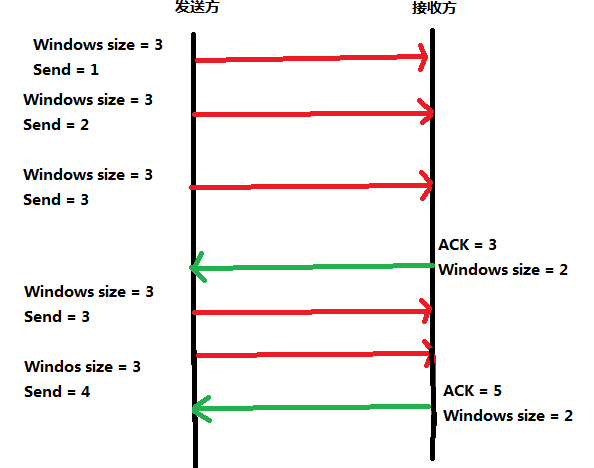 发送方
接收方
Windows size = 3
Send = 1
Windows size = 3
Send = 2
Windows size = 3
Send = 3
ACK = 3
Windows size = 2
Windows size = 3
Send = 3
Windos size = 3
Send = 4
ACK = 5
Windows size = 2